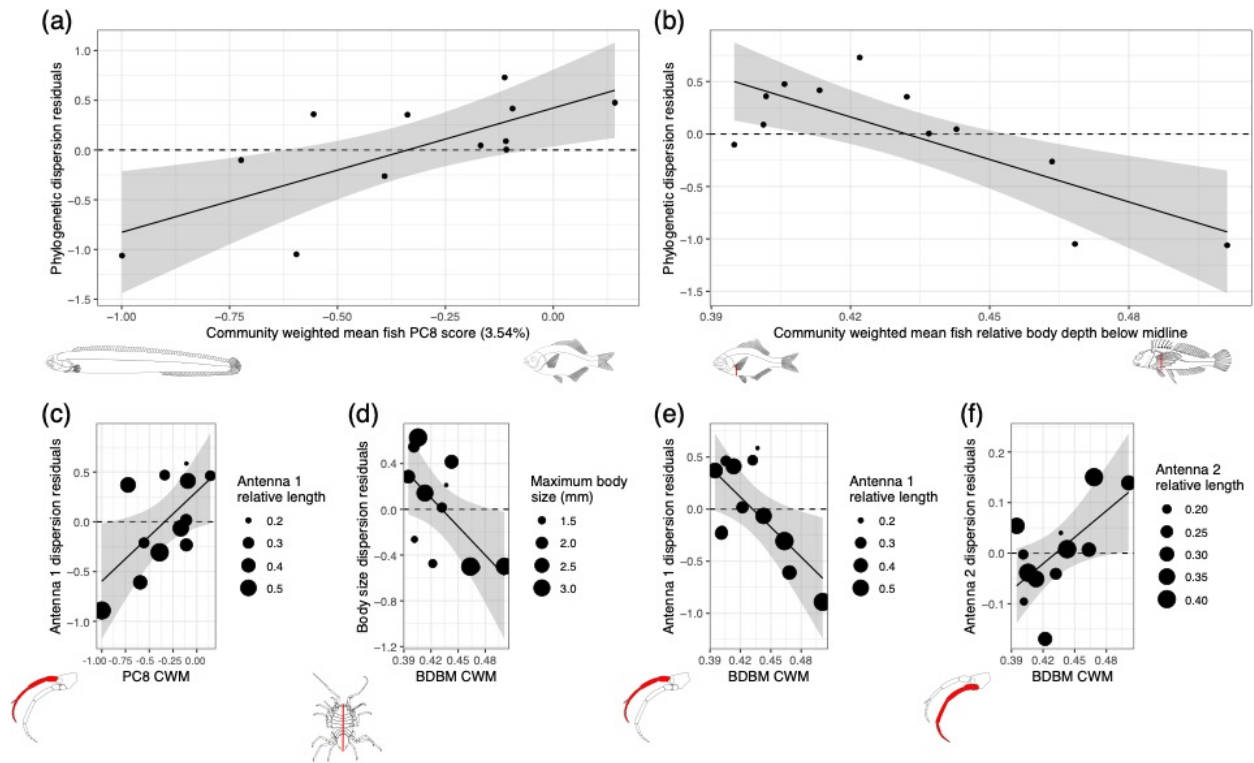 (a)
Phylogenetic dispersion residuals
1.0
0.5
0.0
−0.5
−1.0
−1.5
−1.00
−0.75
−0.50
−0.25
0.00
Community weighted mean fish PC8 score (3.54%)
(b)
Phylogenetic dispersion residuals
0.5
0.0
−0.5
−1.0
−1.5
0.39
0.42
0.45
0.48
Community weighted mean fish relative body depth below midline
(c)
Antenna 1 dispersion residuals
0.5
0.0
−0.5
−1.0
-1.00 -0.75 -0.5 -0.25 0.00
PC8 CWM
Antenna 1
relative length
0.2
0.3
0.4
0.5
(d)
Body size dispersion residuals
0.4
0.0
−0.4
−0.8
−1.2
0.39 0.42 0.45 0.48
BDBM CWM
Maximum body
size (mm)
1.5
2.0
2.5
3.0
(e)
Antenna 1 dispersion residuals
0.5
0.0
−0.5
−1.0
0.39 0.42 0.45 0.48
BDBM CWM
Antenna 1
relative length
0.2
0.3
0.4
0.5
(f)
Antenna 2 dispersion residuals
0.2
0.1
0.0
−0.1
0.39 0.42 0.45 0.48
BDBM CWM
Antenna 2
relative length
0.20
0.25
0.30
0.35
0.40